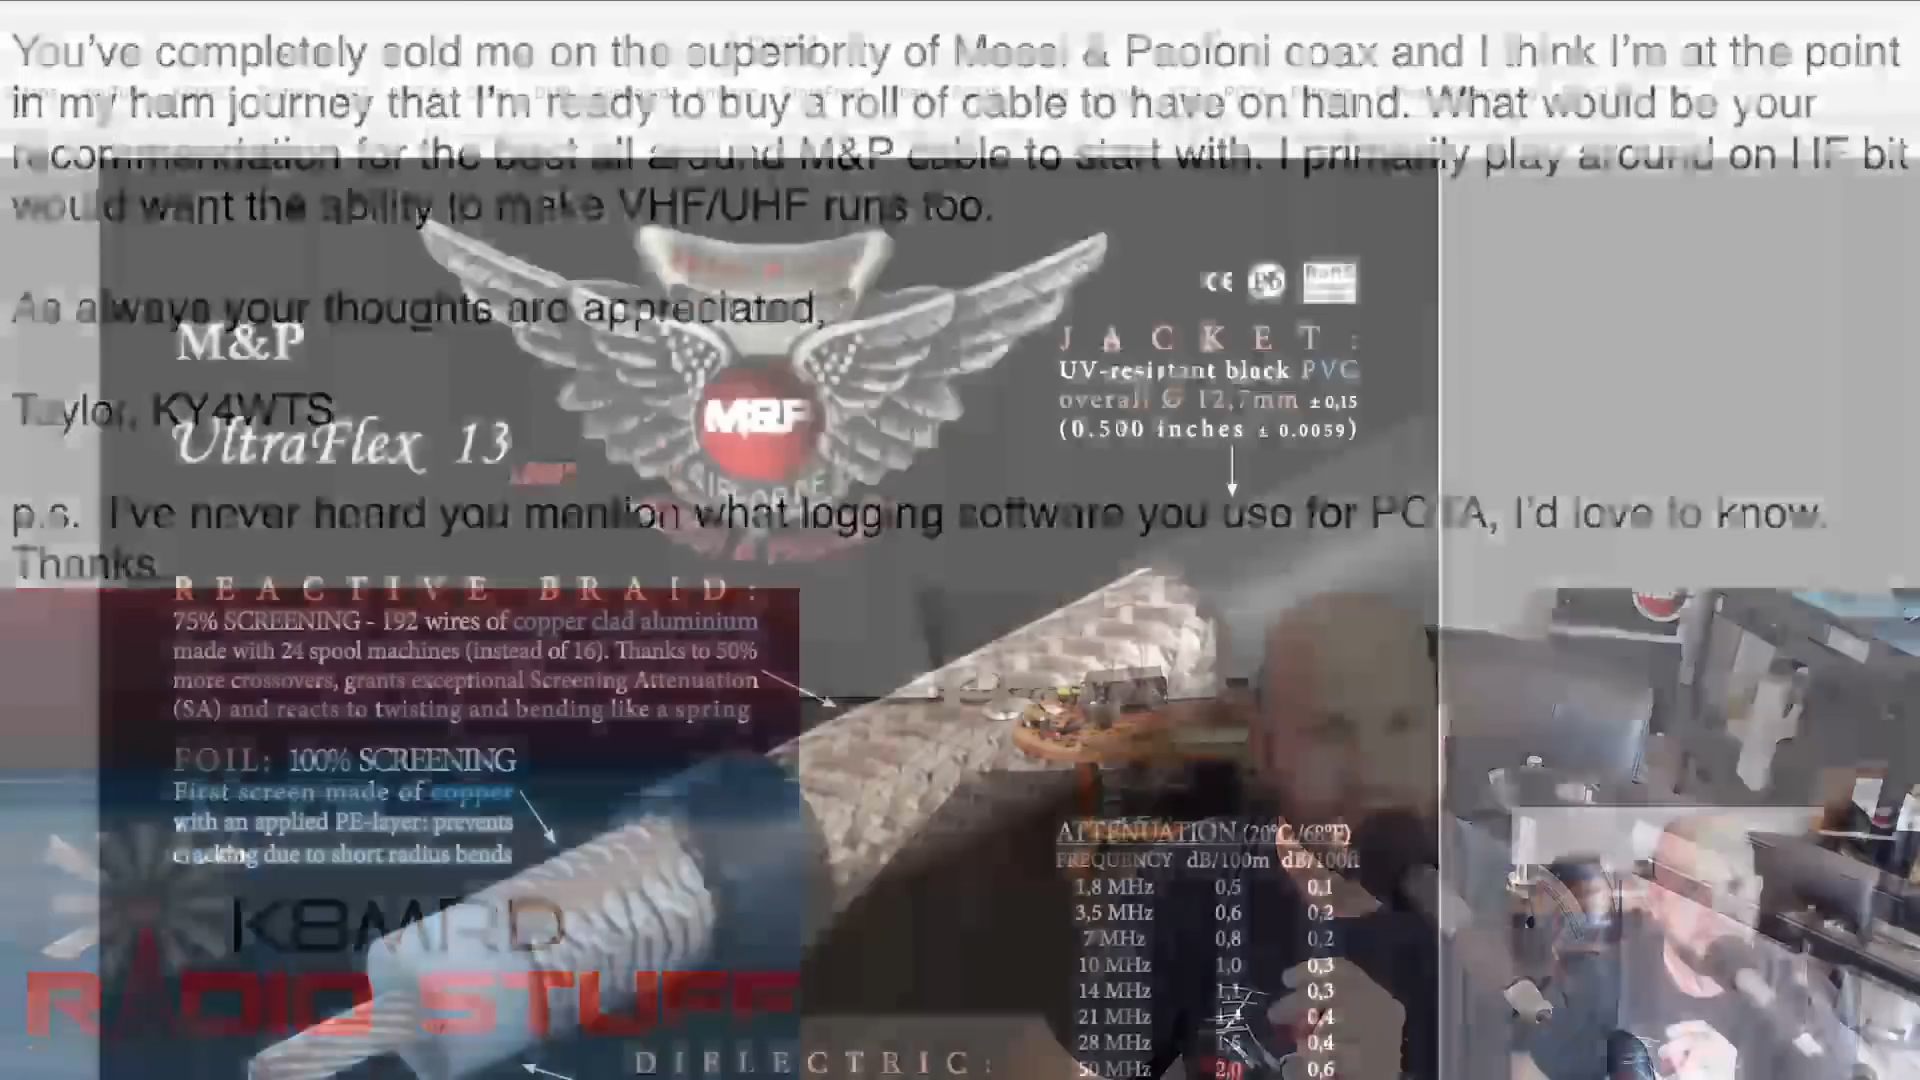 You've completely sold me on the superiority of Messi & Paoloni coax and I think I'm at the point
in my ham journey that I'm ready to buy a roll of cable to have on hand. What would be your
recommendation for the best all around M&P cable to start with. I primarily play around on HF bit
would want the ability to make VHF/UHF runs too.
As always your thoughts are appreciated,
Taylor, KY4WTS
p.s. I've never heard you mention what logging software you use for POTA, I'd love to know.
Thanks
M&P
UltraFlex 13
M&P
AIRBORNE
CE
RoHS
JACKET:
UV-resistant black PVC
overall Ø 12,7mm ± 0,15
(0.500 inches ± 0.0059)
REACTIVE BRAID:
75% SCREENING - 192 wires of copper clad aluminium
made with 24 spool machines (instead of 16). Thanks to 50%
more crossovers, grants exceptional Screening Attenuation
(SA) and reacts to twisting and bending like a spring
FOIL: 100% SCREENING
First screen made of copper
with an applied PE-layer: prevents
cracking due to short radius bends
K8MRD
RADIO STUFF
DIELECTRIC:
ATTENUATION (20°C/68°F)
FREQUENCY dB/100m dB/100ft
1,8 MHz 0,5 0,1
3,5 MHz 0,6 0,2
7 MHz 0,8 0,2
10 MHz 1,0 0,3
14 MHz 1,1 0,3
21 MHz 0,4
28 MHz 1,5 0,4
50 MHz 2,0 0,6